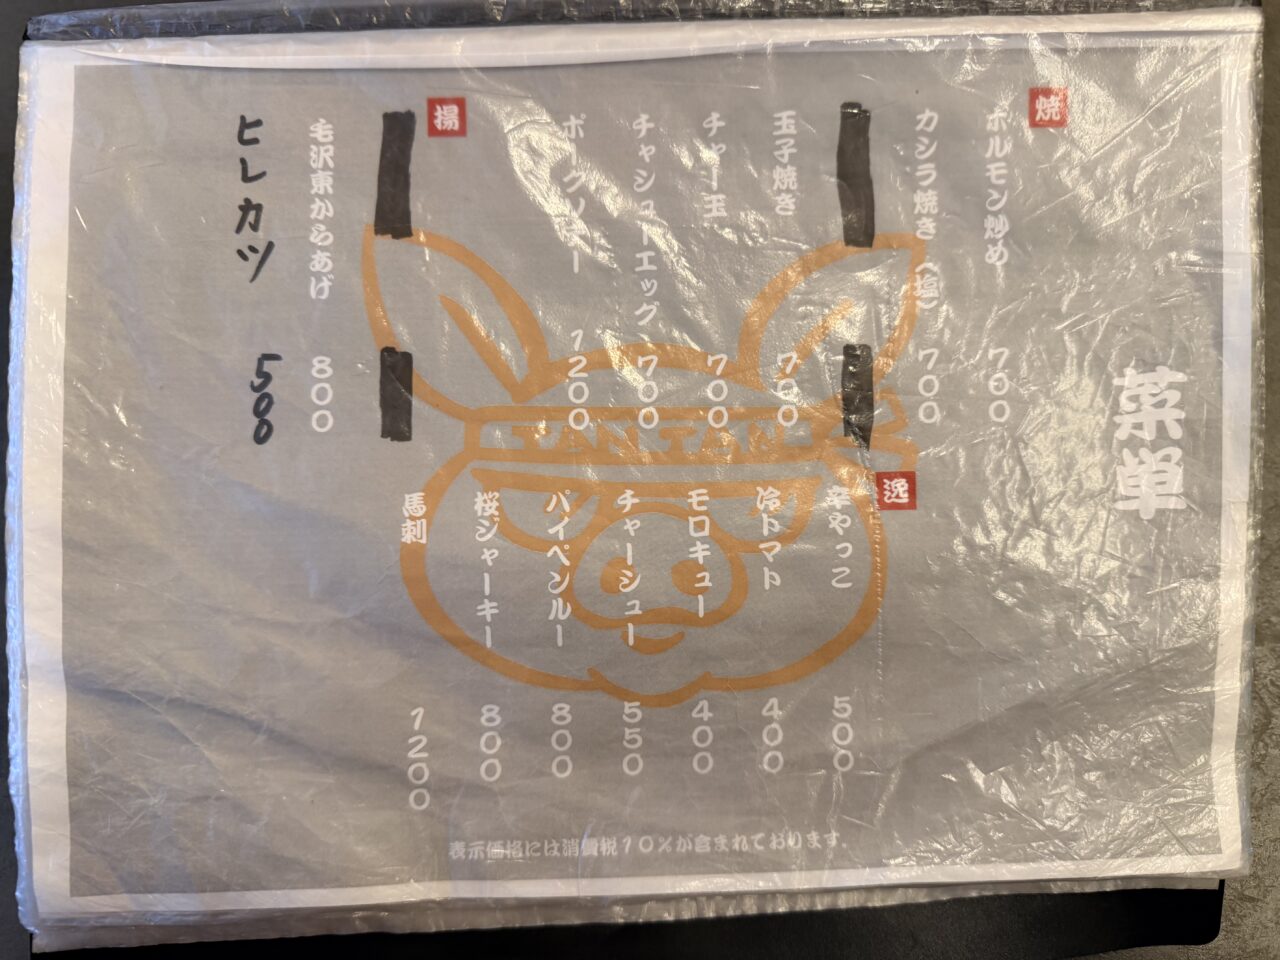 菜単
焼
ホルモン炒め 700
カシラ焼き（塩） 700
玉子焼き 700
チャー玉 700
チャシューエッグ 700
ポークソテー 1200
揚
毛沢東からあげ 800
ヒレカツ 500
逸
辛やっこ 500
冷トマト 400
モロキュー 400
チャーシュー 550
パイペンルー 800
桜ジャーキー 800
馬刺 1200
TAN TAN
表示価格には消費税10%が含まれております。